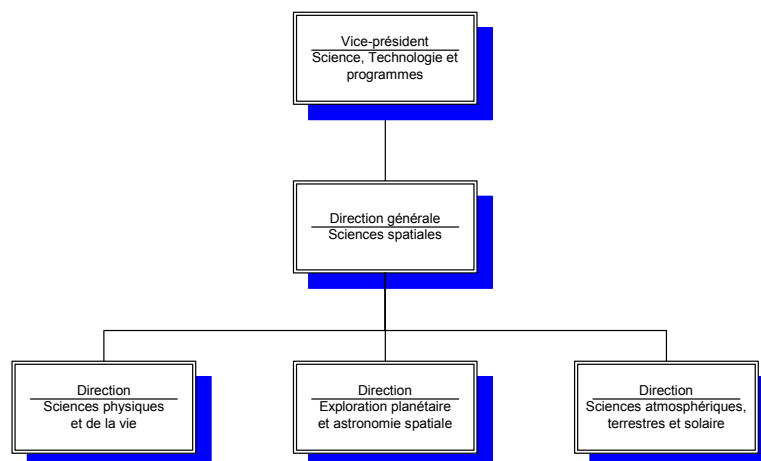 Vice-président
Science, Technologie et
programmes
Direction générale
Sciences spatiales
Direction
Sciences physiques
et de la vie
Direction
Exploration planétaire
et astronomie spatiale
Direction
Sciences atmosphériques,
terrestres et solaire